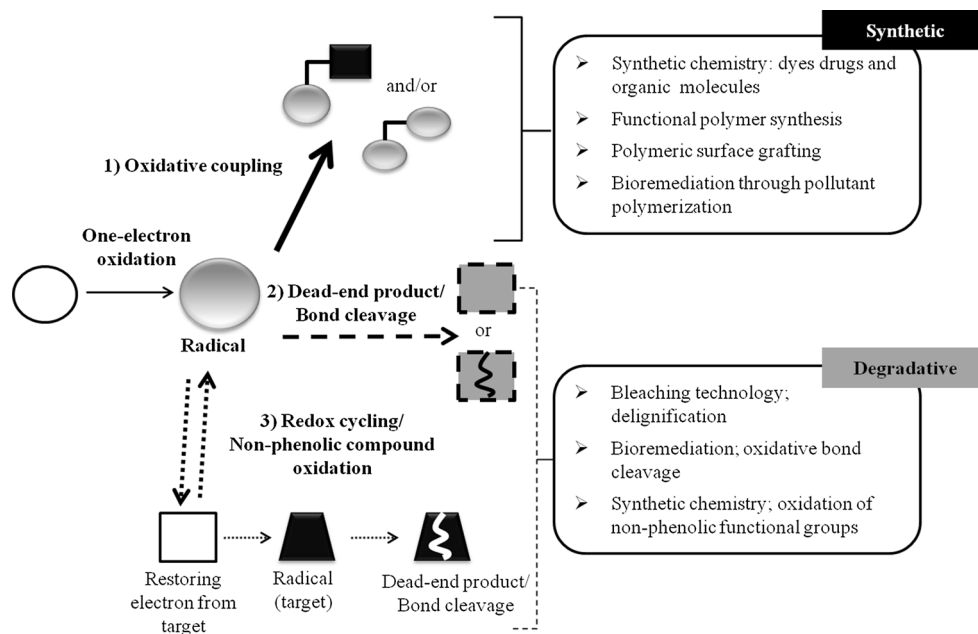 Synthetic
Synthetic chemistry: dyes drugs and
organic molecules
Functional polymer synthesis
Polymeric surface grafting
Bioremediation through pollutant
polymerization
and/or
1) Oxidative coupling
One-electron
oxidation
Radical
2) Dead-end product/
Bond cleavage
or
3) Redox cycling/
Non-phenolic compound
oxidation
Restoring
electron from
target
Radical
(target)
Dead-end product/
Bond cleavage
Degradative
Bleaching technology;
delignification
Bioremediation; oxidative bond
cleavage
Synthetic chemistry; oxidation of
non-phenolic functional groups